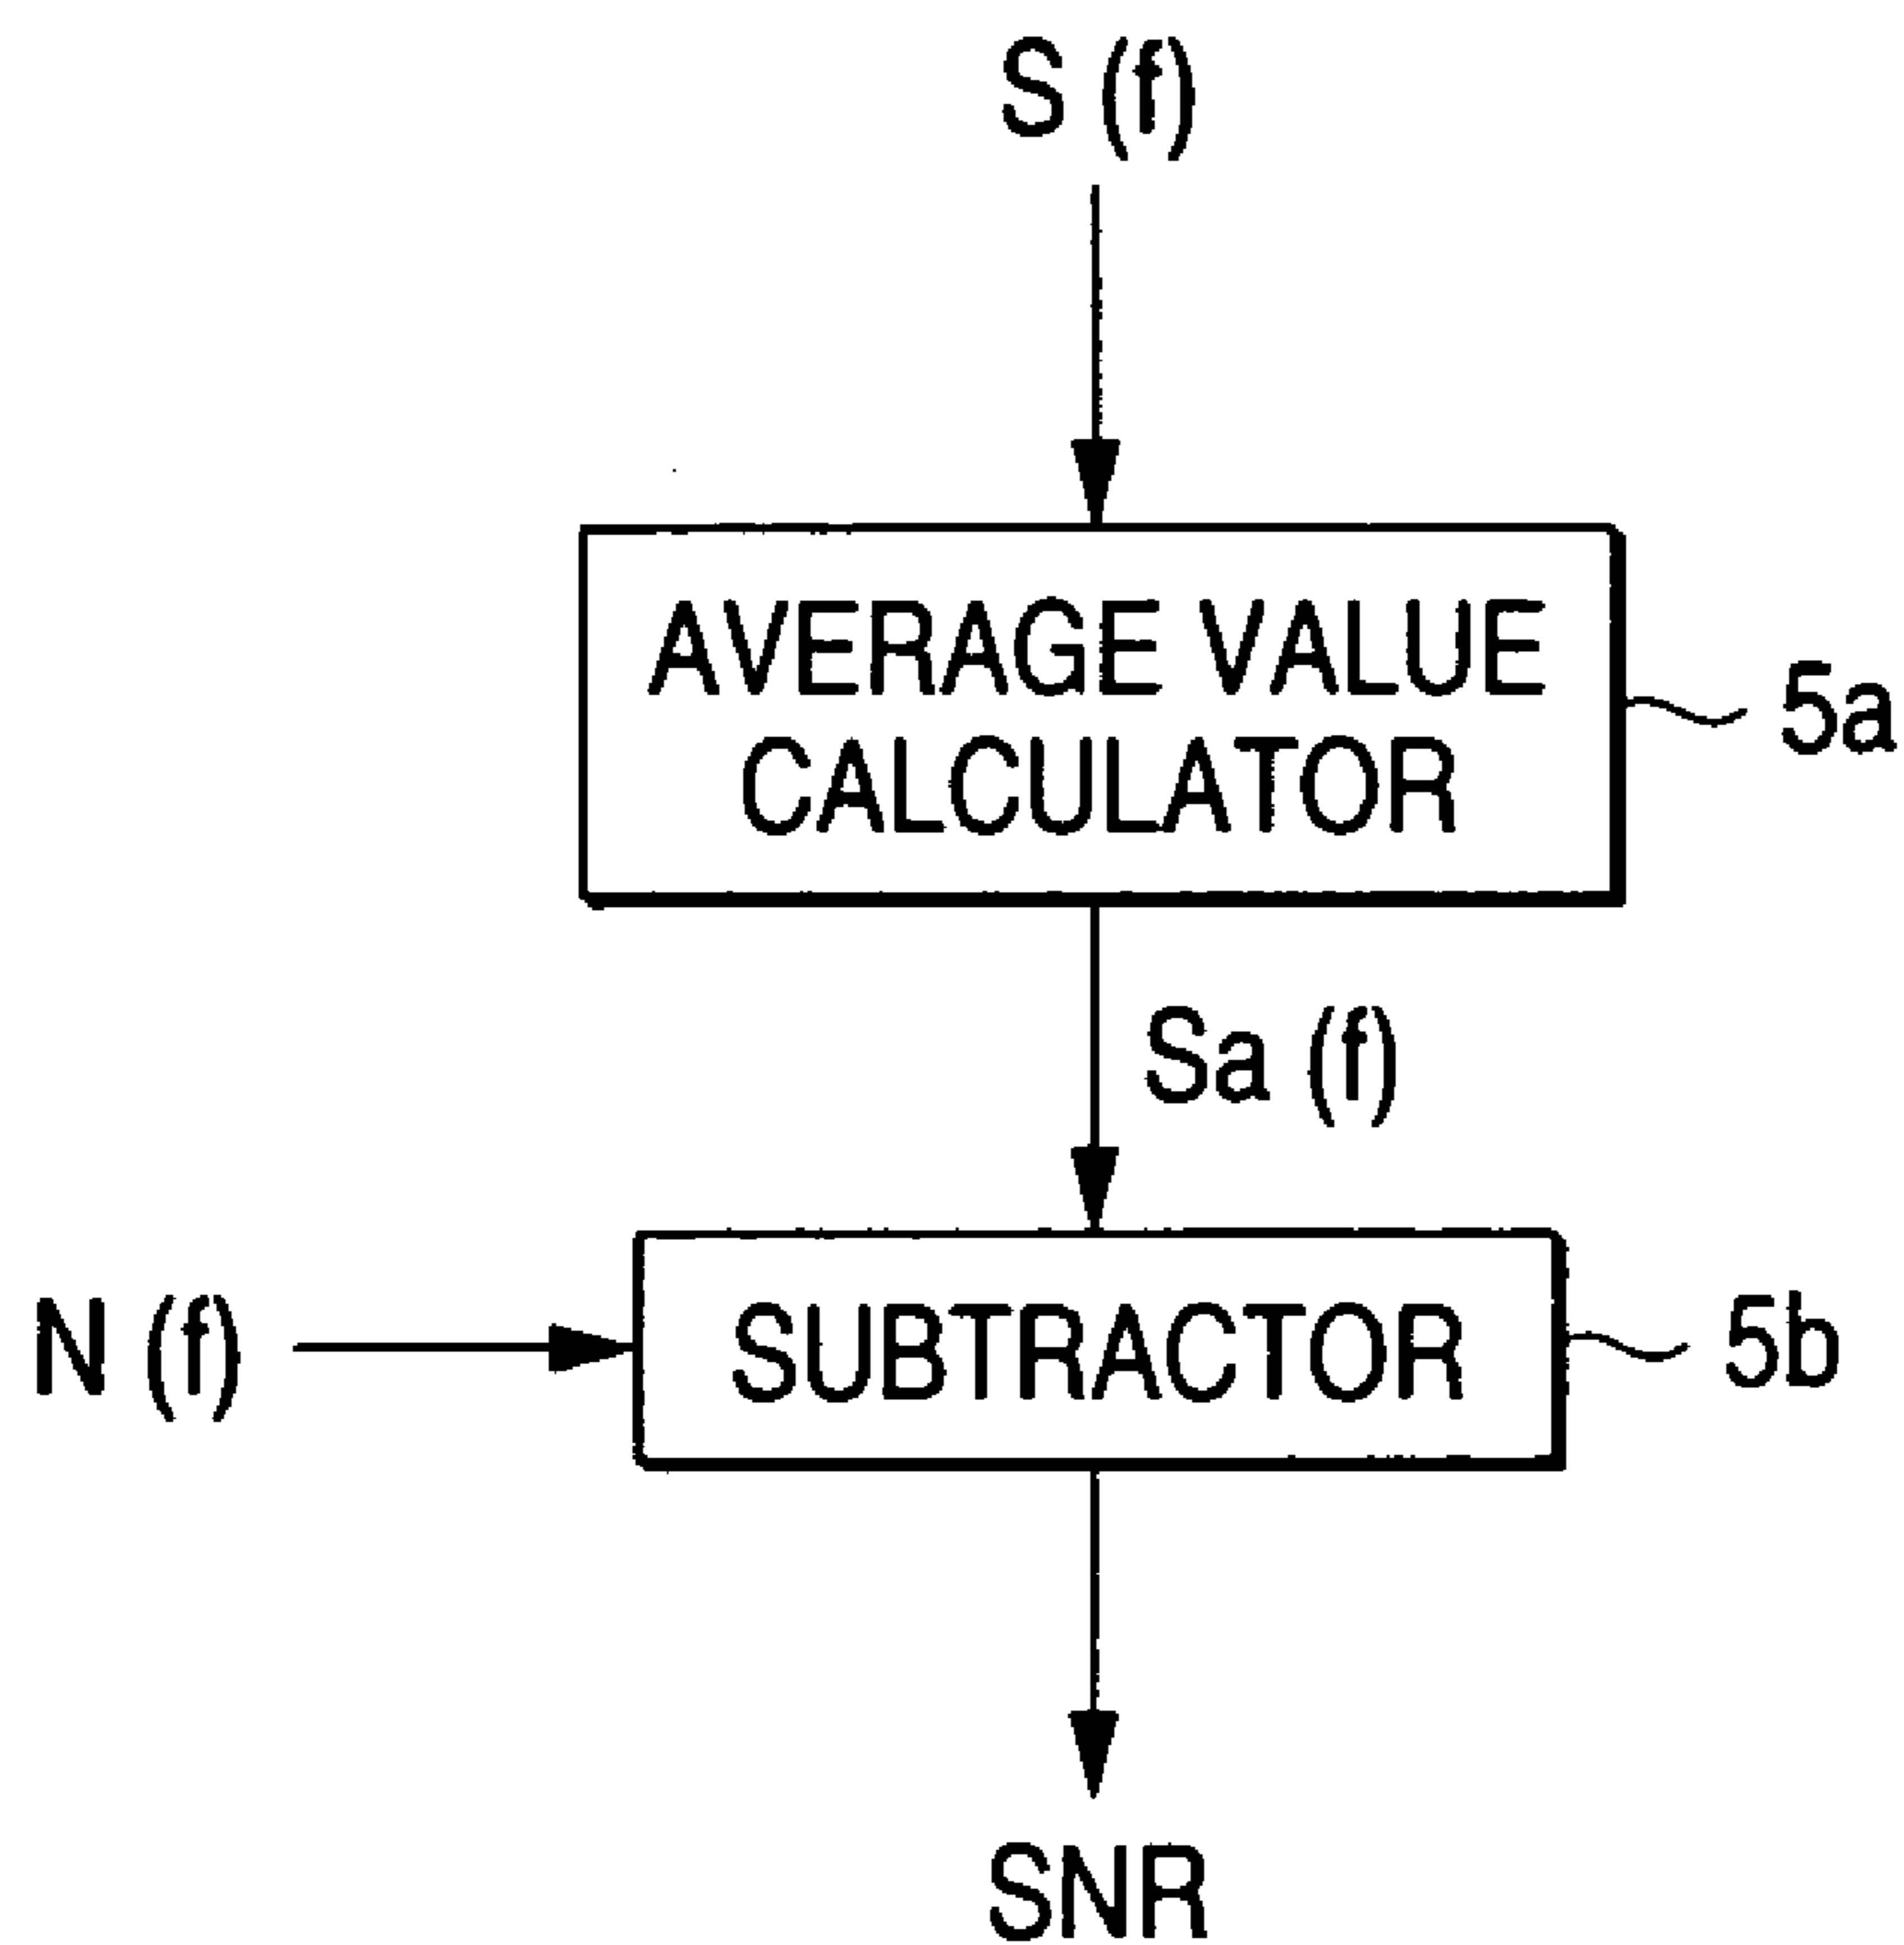 S (f)
AVERAGE VALUE
CALCULATOR
5a
Sa (f)
N (f)
SUBTRACTOR
5b
SNR